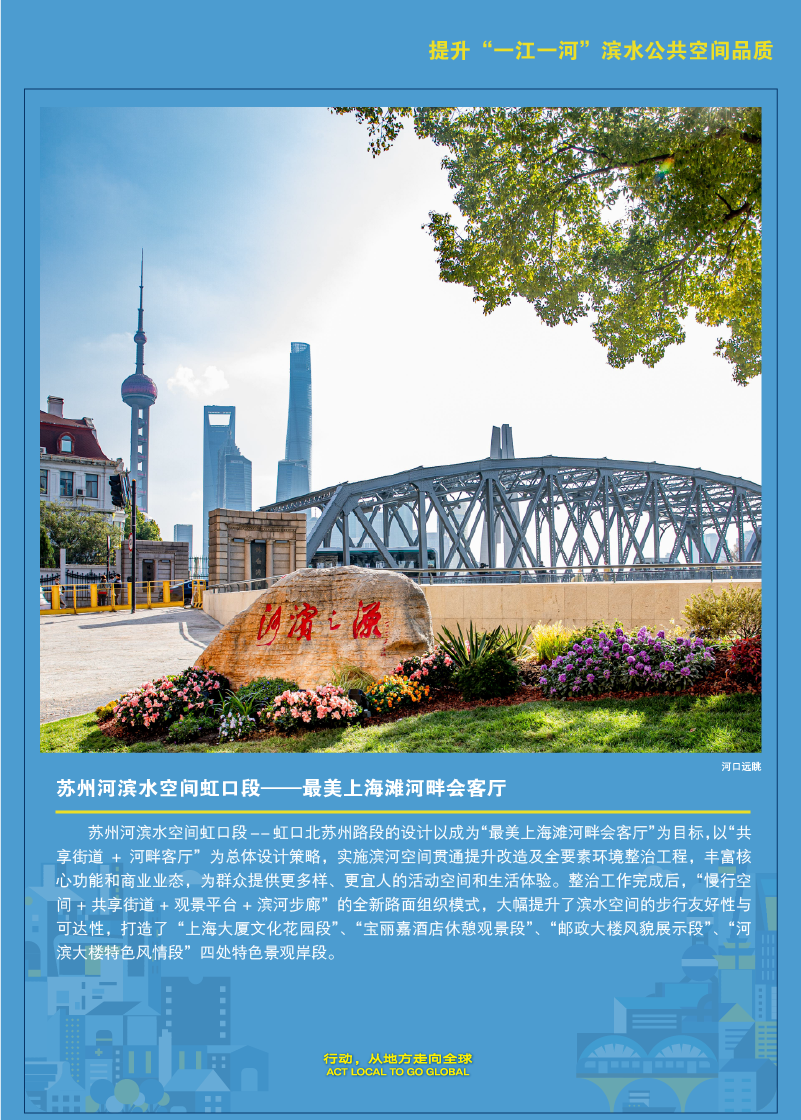 提升“一江一河”滨水公共空间品质
河滨之源
河口远眺
苏州河滨水空间虹口段——最美上海滩河畔会客厅
苏州河滨水空间虹口段--虹口北苏州路段的设计以成为“最美上海滩河畔会客厅”为目标,以“共
享街道 + 河畔客厅”为总体设计策略，实施滨河空间贯通提升改造及全要素环境整治工程，丰富核
心功能和商业业态，为群众提供更多样、更宜人的活动空间和生活体验。整治工作完成后，“慢行空
间 + 共享街道 + 观景平台 + 滨河步廊”的全新路面组织模式，大幅提升了滨水空间的步行友好性与
可达性，打造了“上海大厦文化花园段”、“宝丽嘉酒店休憩观景段”、“邮政大楼风貌展示段”、“河
滨大楼特色风情段”四处特色景观岸段。
行动，从地方走向全球
ACT LOCAL TO GO GLOBAL